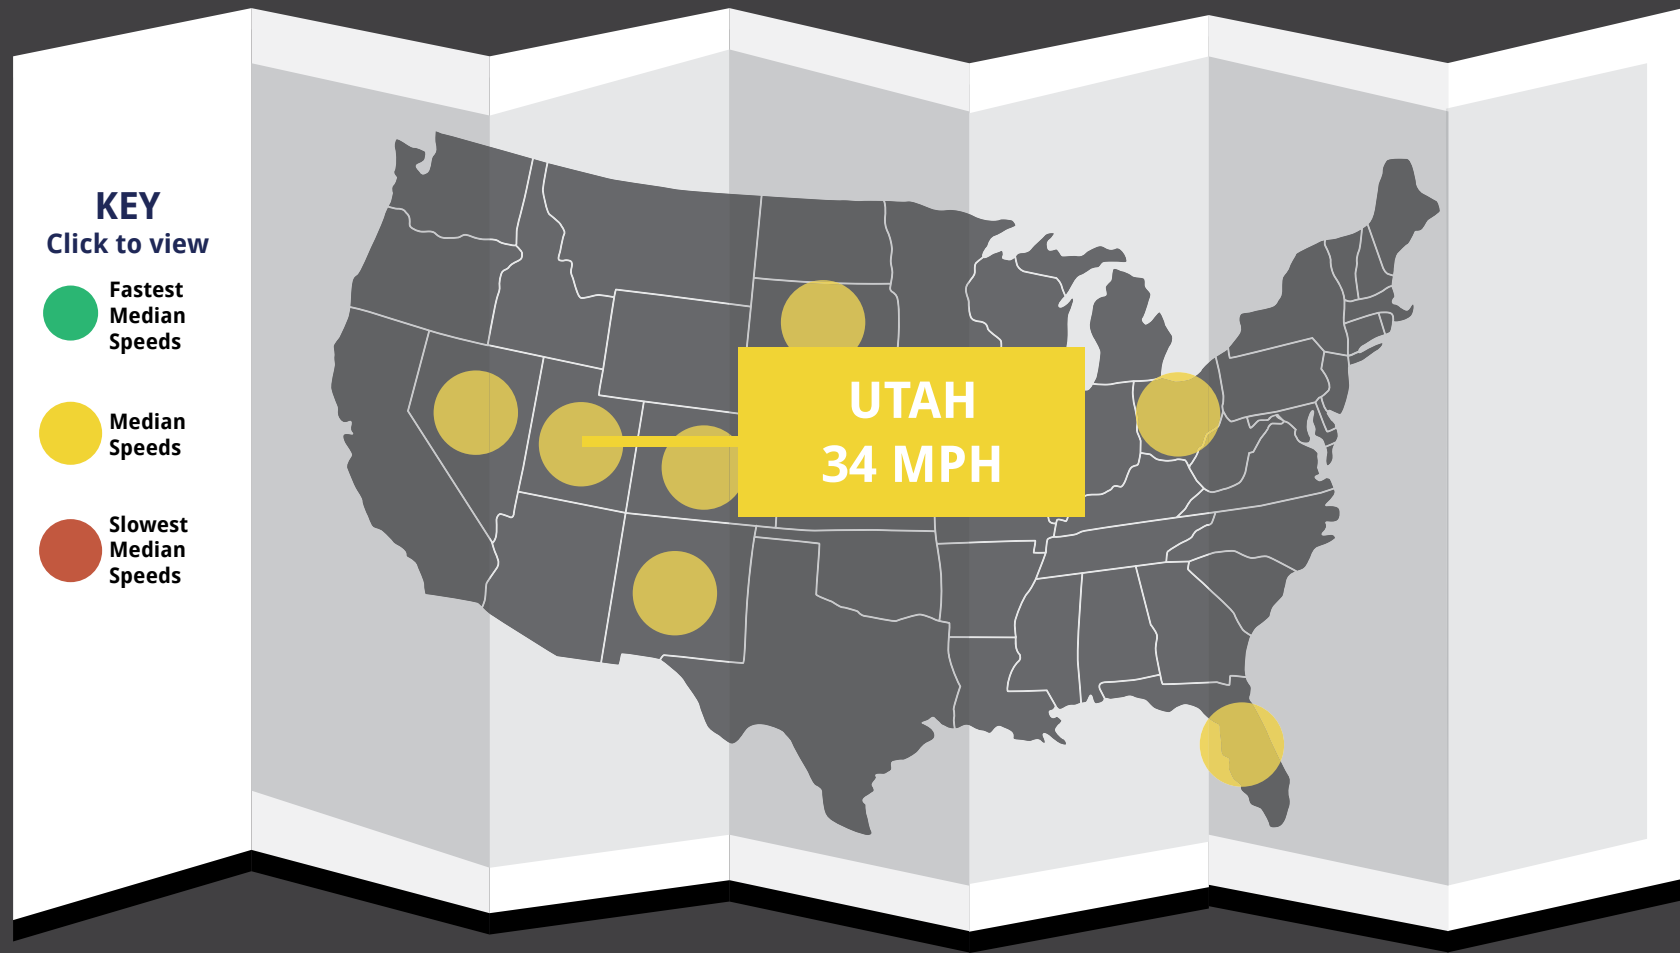 KEY
Click to view
Fastest
Median
Speeds
Median
Speeds
Slowest
Median
Speeds
UTAH
34 MPH